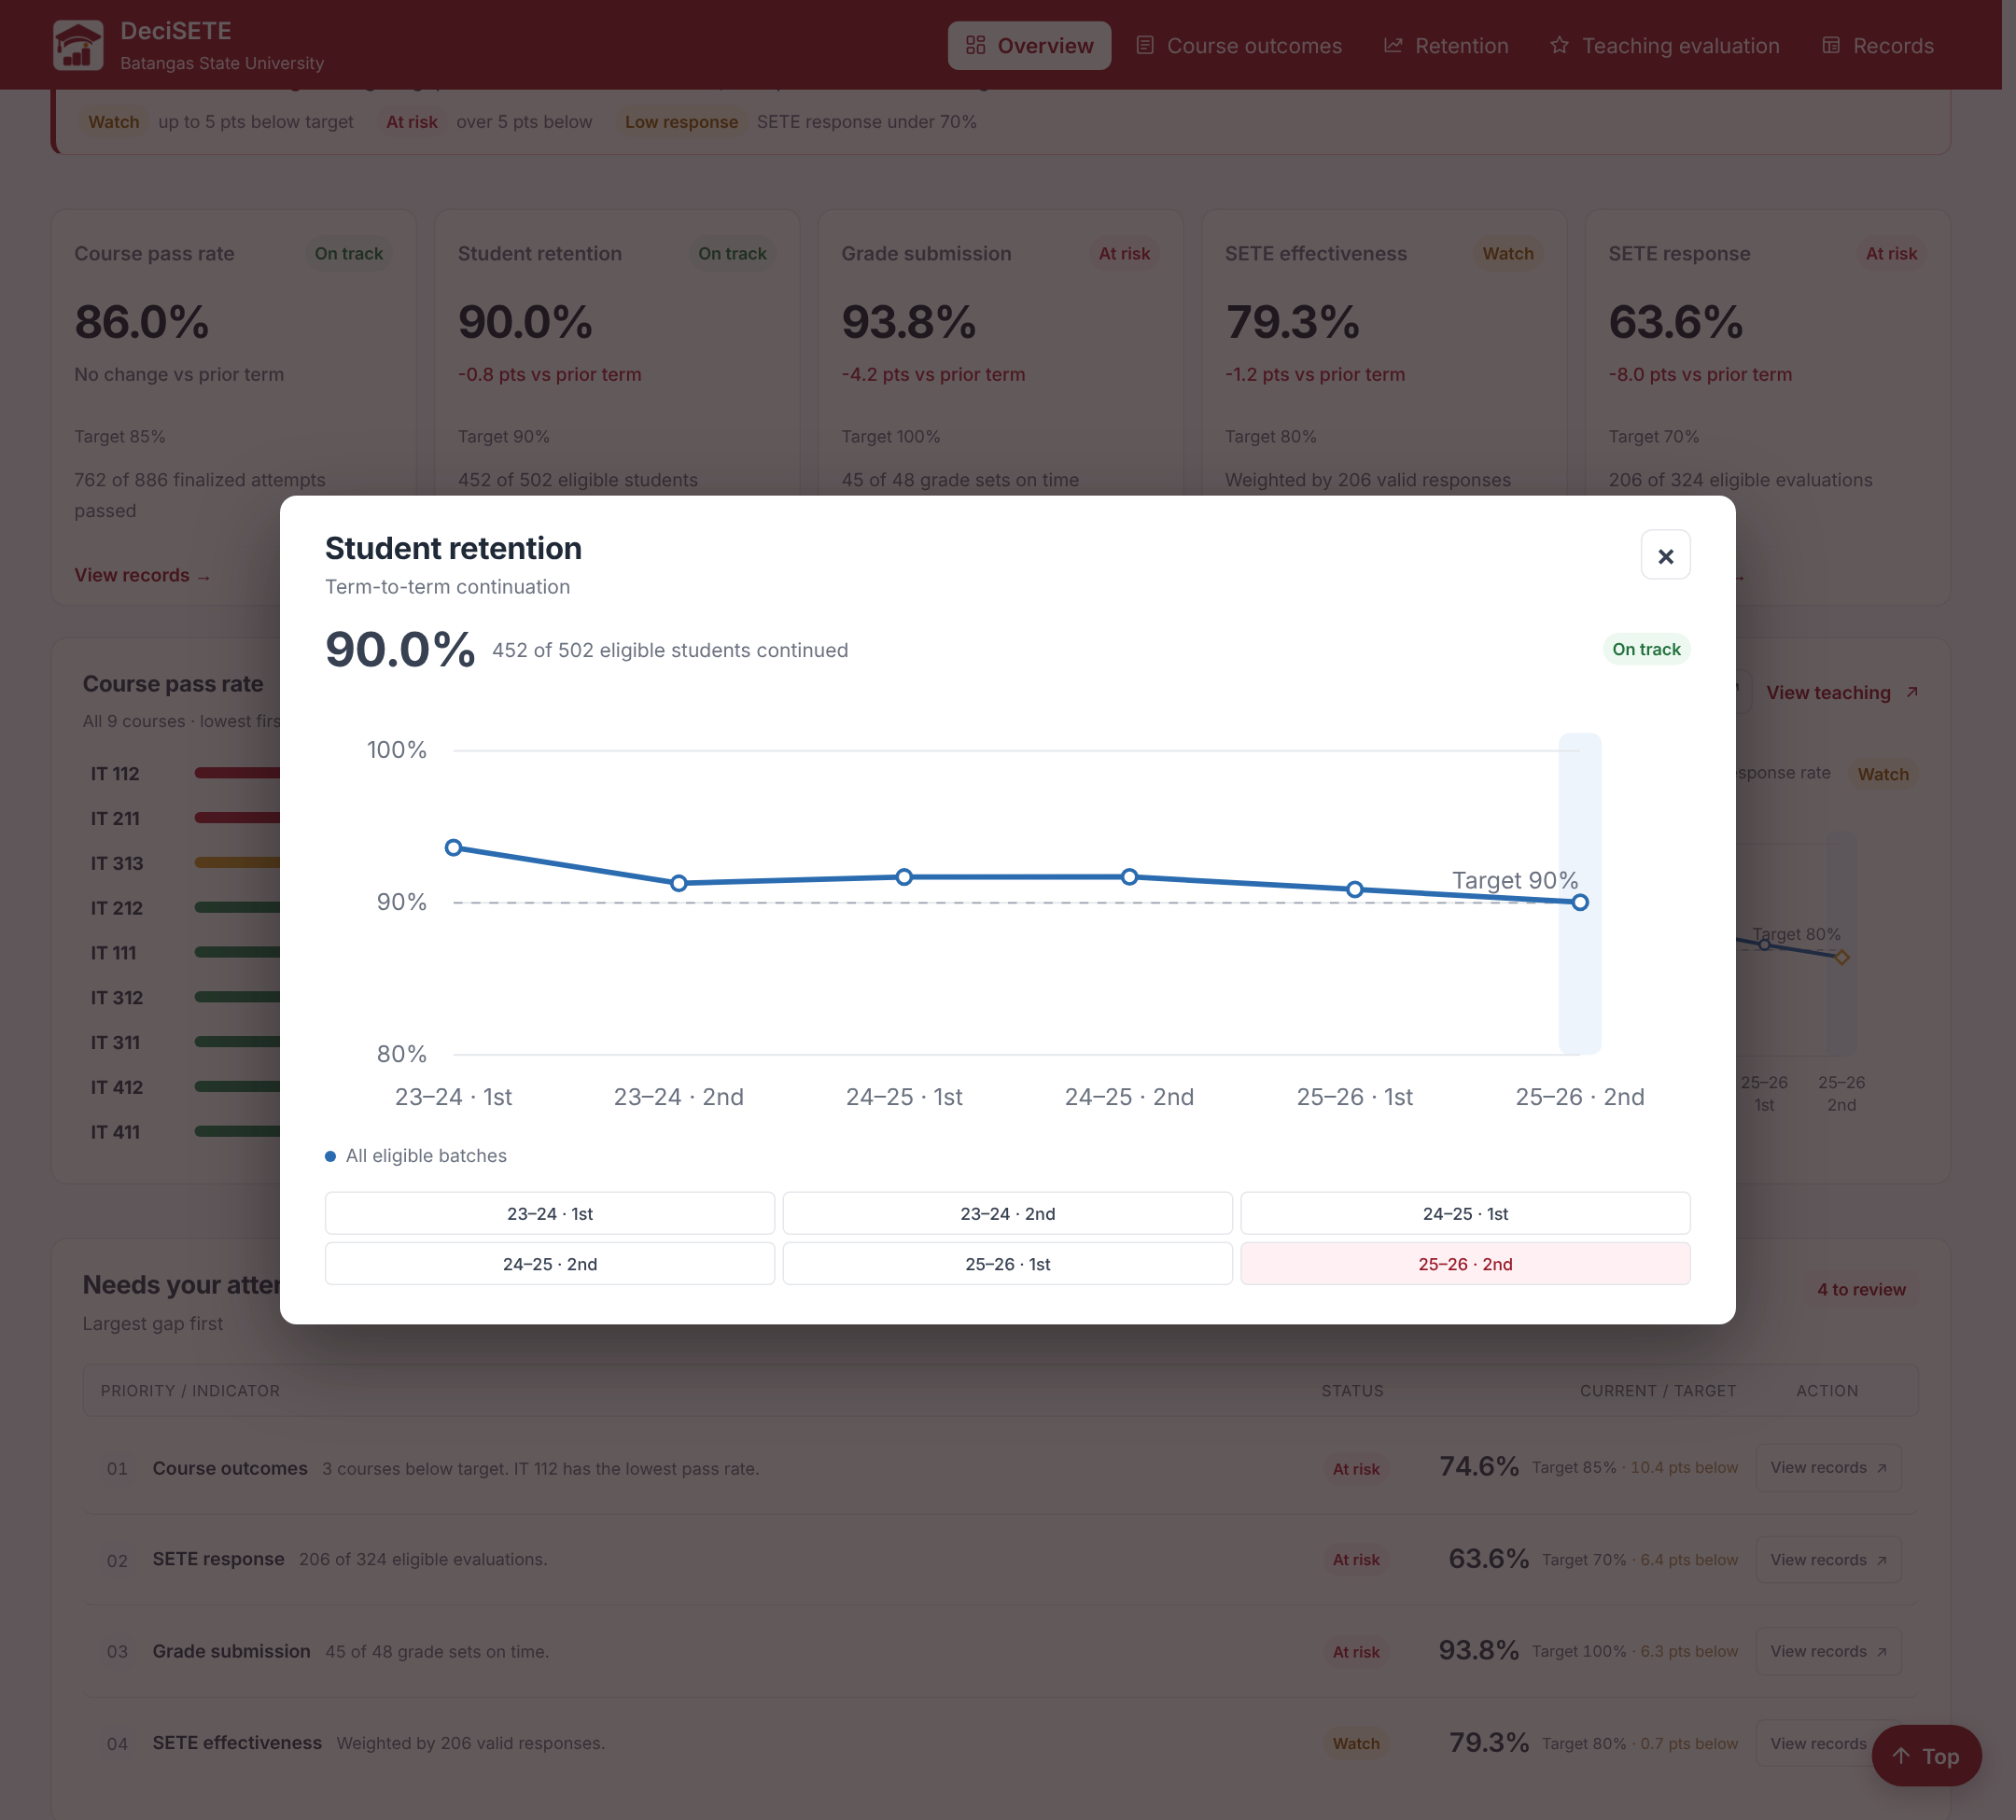 DeciSETE
Batangas State University
Overview
Course outcomes
Retention
Teaching evaluation
Records
Watch up to 5 pts below target At risk over 5 pts below Low response SETE response under 70%
Course pass rate On track
86.0%
No change vs prior term
Target 85%
762 of 886 finalized attempts
passed
View records →
Student retention On track
90.0%
-0.8 pts vs prior term
Target 90%
452 of 502 eligible students
Grade submission At risk
93.8%
-4.2 pts vs prior term
Target 100%
45 of 48 grade sets on time
SETE effectiveness Watch
79.3%
-1.2 pts vs prior term
Target 80%
Weighted by 206 valid responses
SETE response At risk
63.6%
-8.0 pts vs prior term
Target 70%
206 of 324 eligible evaluations
Student retention
×
Term-to-term continuation
90.0% 452 of 502 eligible students continued
On track
100%
90%
80%
Target 90%
23–24 · 1st
23–24 · 2nd
24–25 · 1st
24–25 · 2nd
25–26 · 1st
25–26 · 2nd
All eligible batches
23–24 · 1st
23–24 · 2nd
24–25 · 1st
24–25 · 2nd
25–26 · 1st
25–26 · 2nd
Course pass rate
All 9 courses · lowest firs
IT 112
IT 211
IT 313
IT 212
IT 111
IT 312
IT 311
IT 412
IT 411
View teaching ↗
sponse rate Watch
Target 80%
25–26
1st
25–26
2nd
Needs your atten
Largest gap first
4 to review
PRIORITY / INDICATOR STATUS CURRENT / TARGET ACTION
01 Course outcomes 3 courses below target. IT 112 has the lowest pass rate. At risk 74.6% Target 85% · 10.4 pts below View records ↗
02 SETE response 206 of 324 eligible evaluations. At risk 63.6% Target 70% · 6.4 pts below View records ↗
03 Grade submission 45 of 48 grade sets on time. At risk 93.8% Target 100% · 6.3 pts below View records ↗
04 SETE effectiveness Weighted by 206 valid responses. Watch 79.3% Target 80% · 0.7 pts below View records
↑ Top